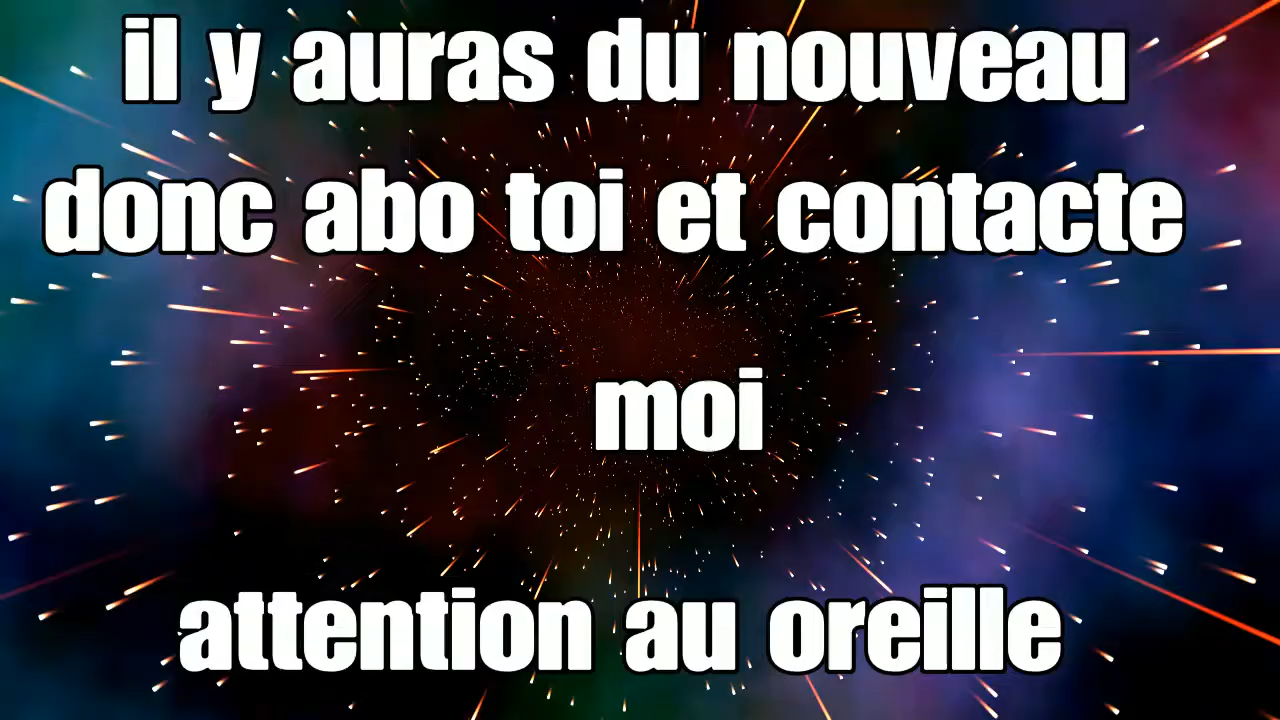 il y auras du nouveau
donc abo toi et contacte
moi
attention au oreille